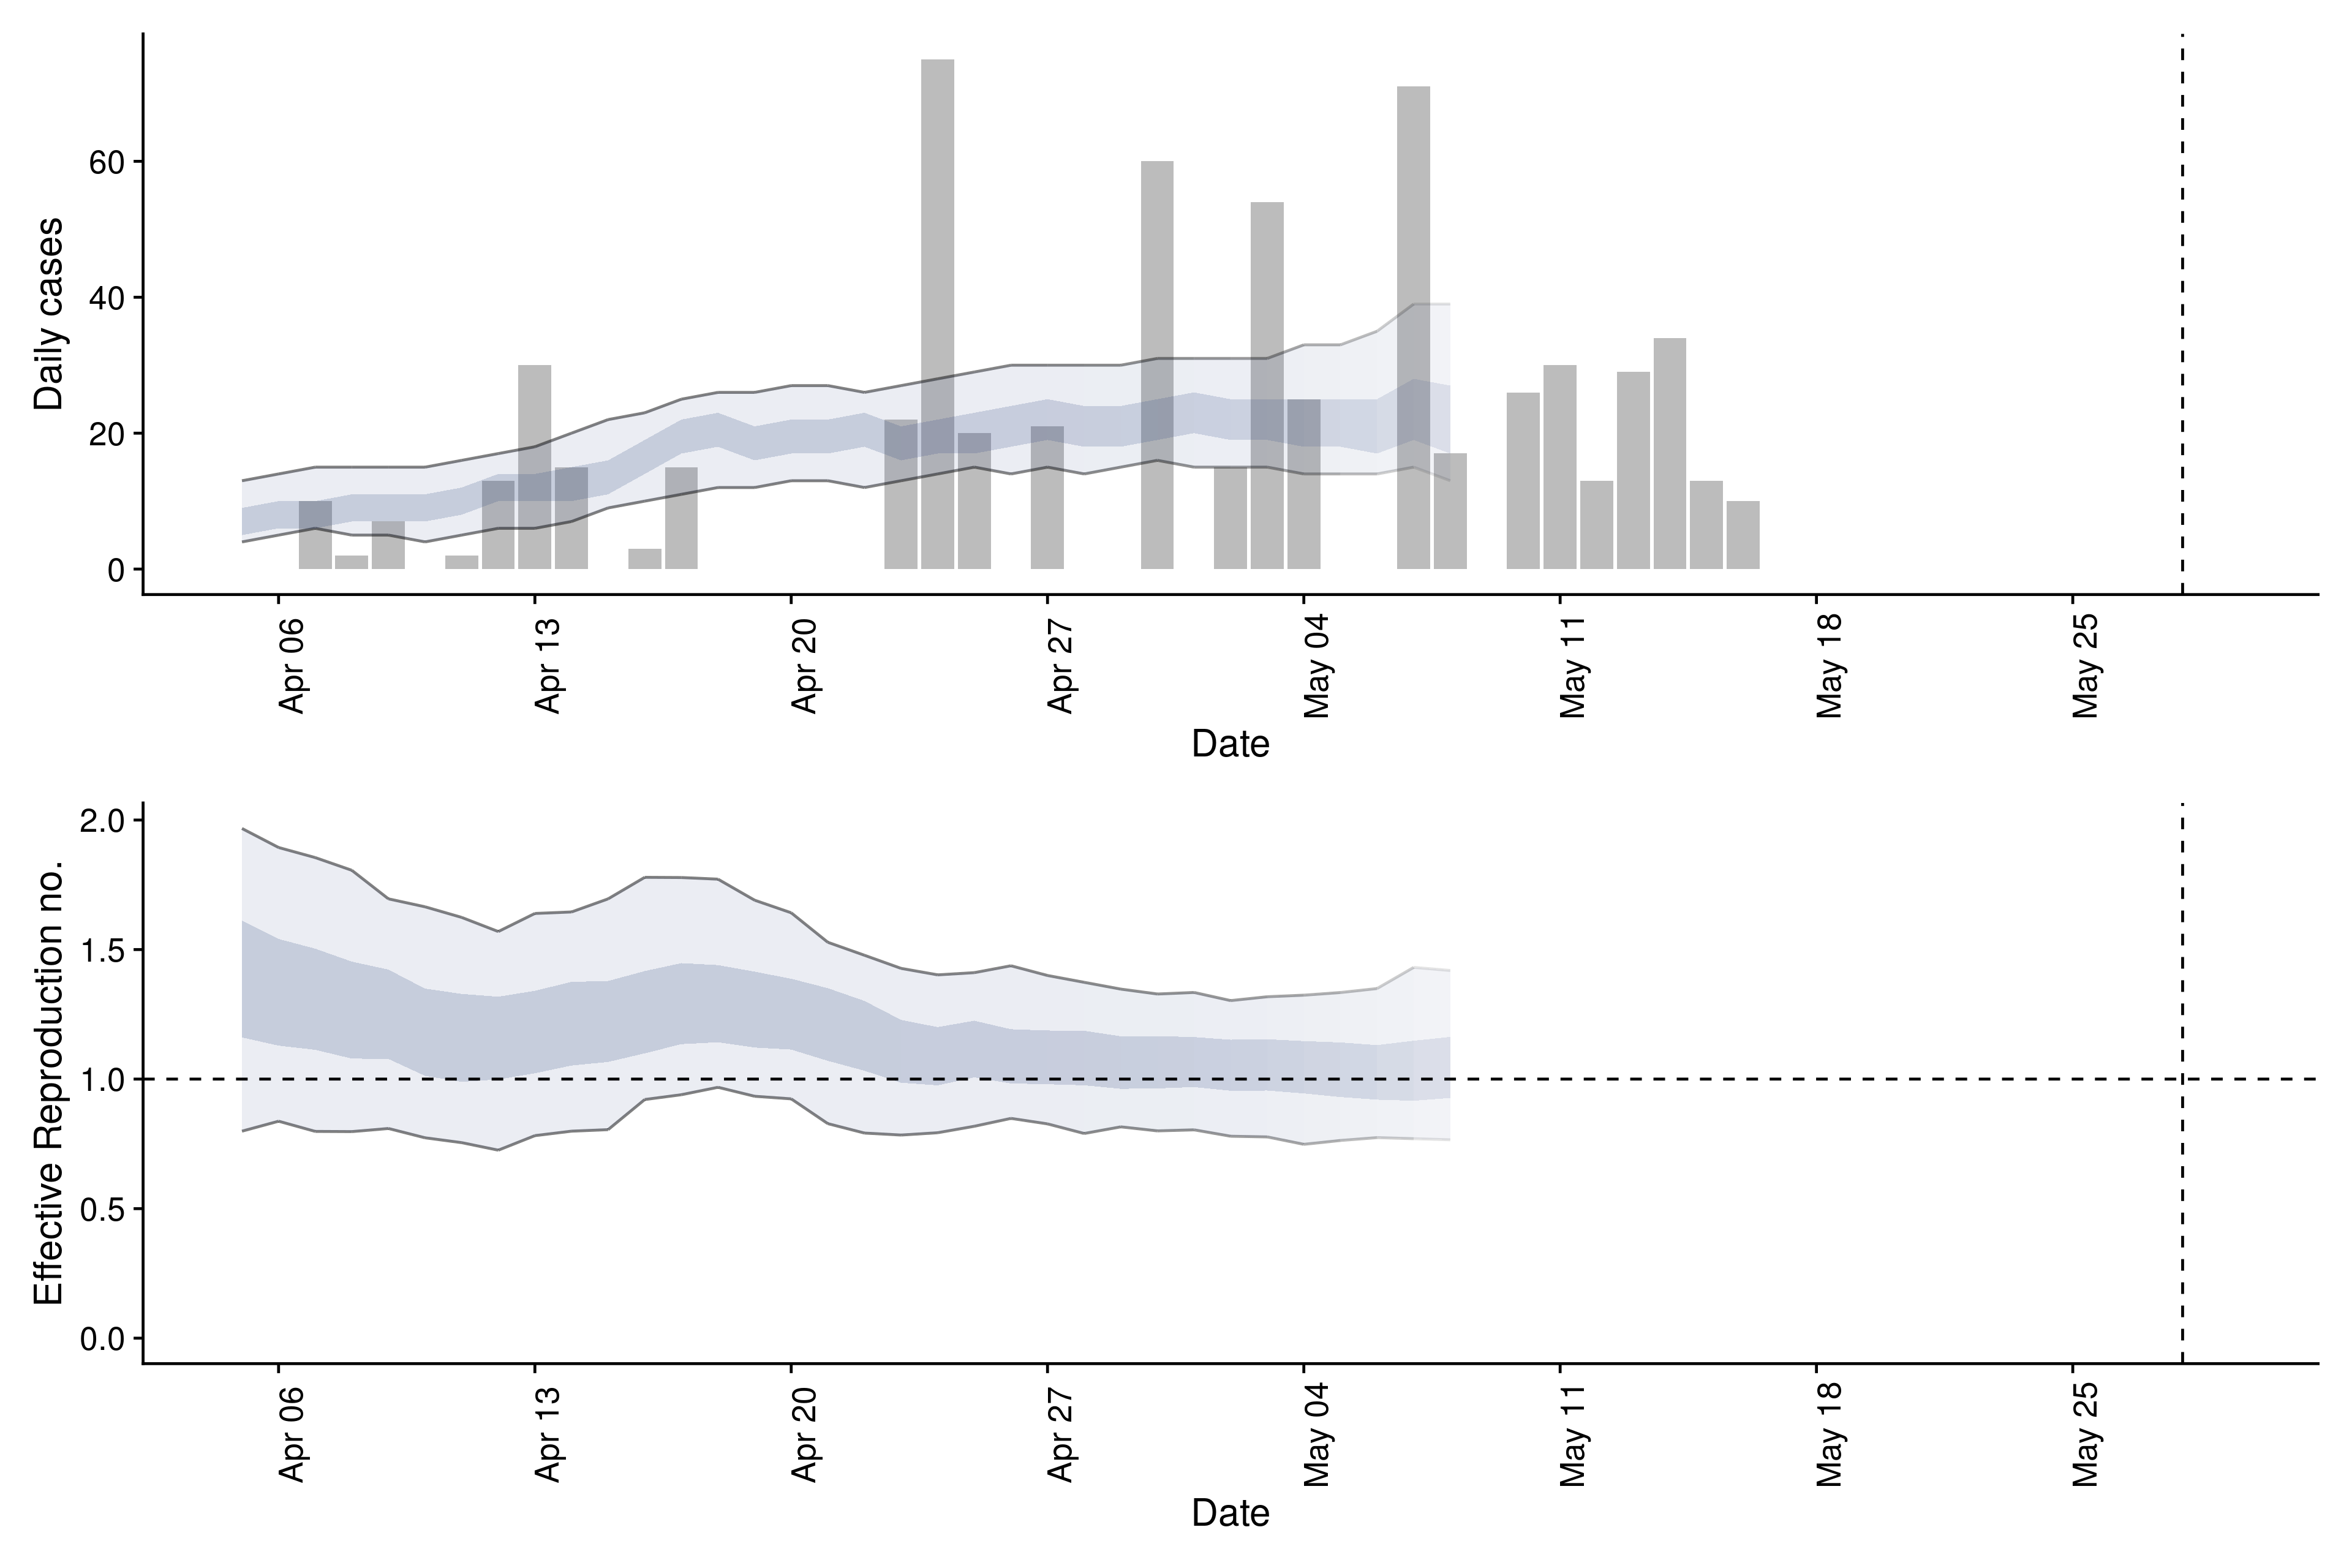 Daily cases
60
40
20
0
Apr 06
Apr 13
Apr 20
Apr 27
May 04
May 11
May 18
May 25
Date
Effective Reproduction no.
2.0
1.5
1.0
0.5
0.0
Apr 06
Apr 13
Apr 20
Apr 27
May 04
May 11
May 18
May 25
Date